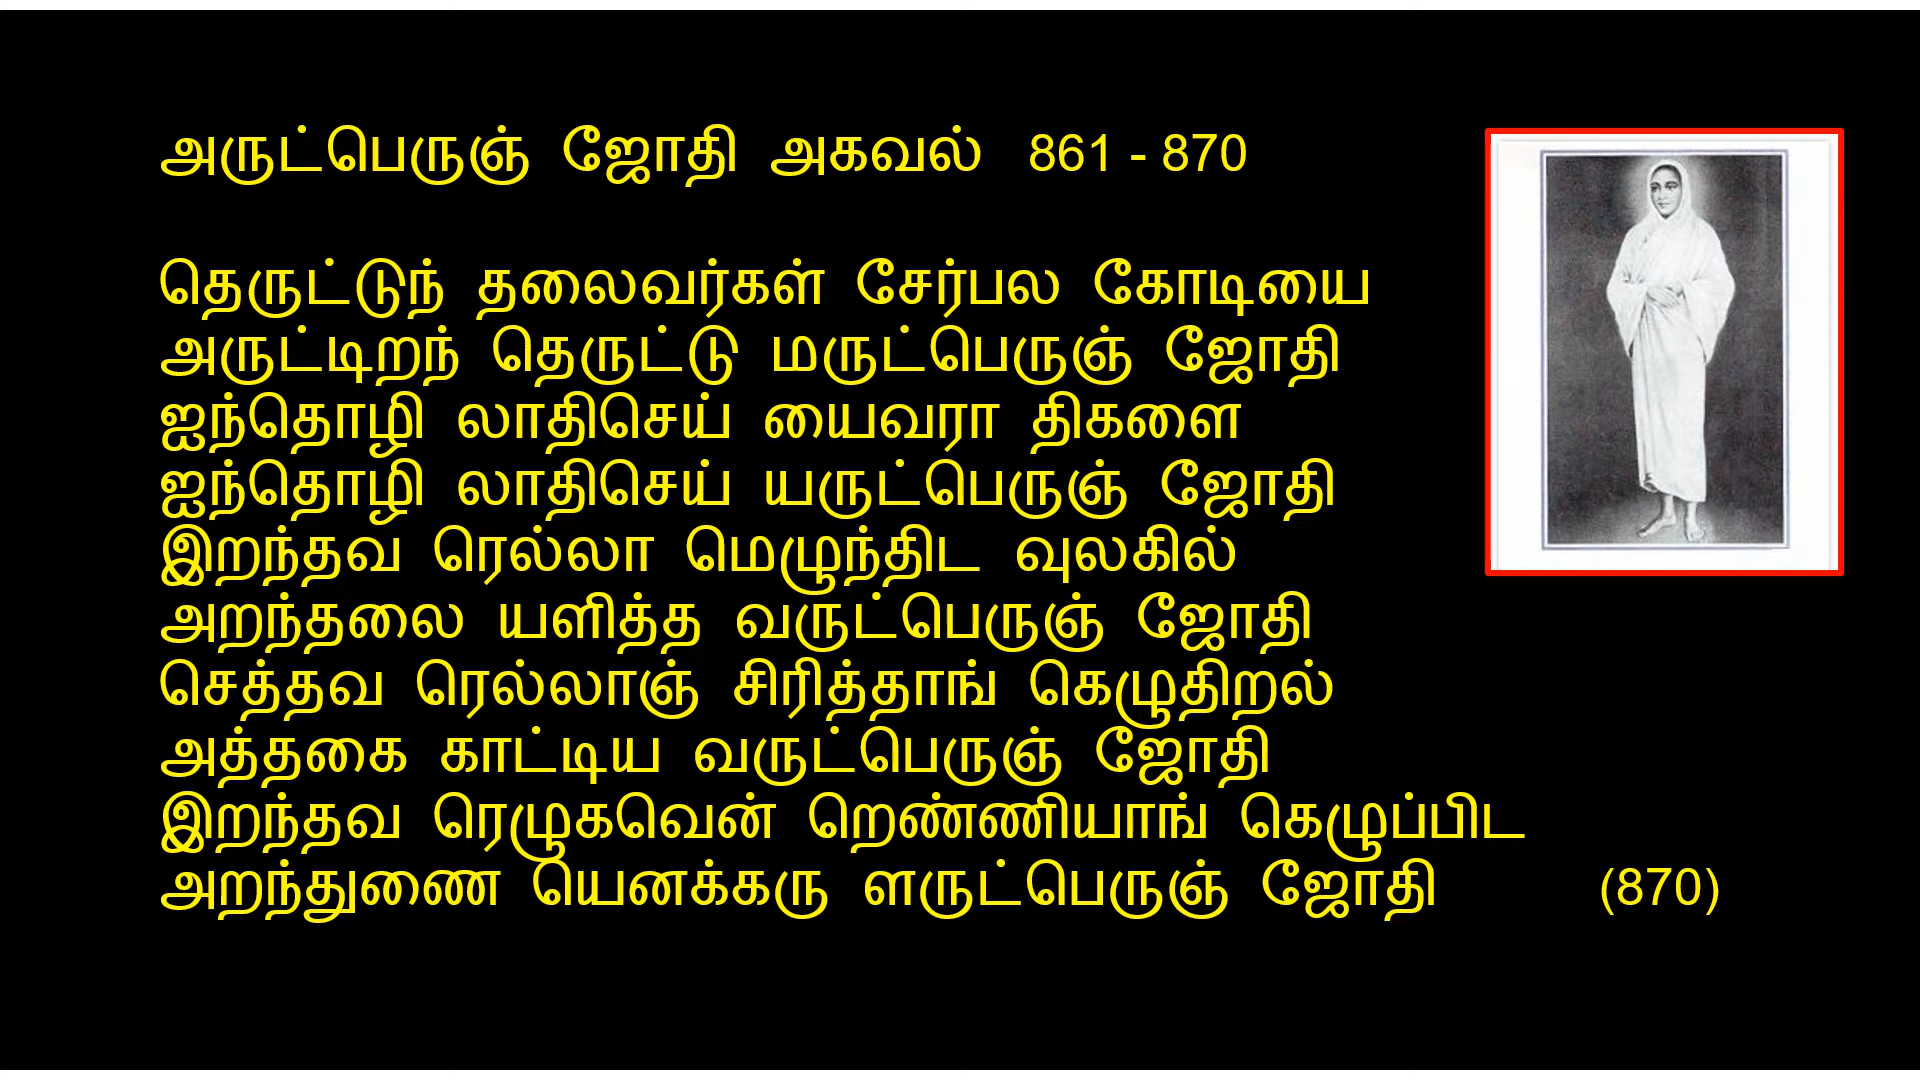 அருட்பெருஞ் ஜோதி அகவல் 861 - 870
தெருட்டுந் தலைவர்கள் சேர்பல கோடியை
அருட்டிறந் தெருட்டு மருட்பெருஞ் ஜோதி
ஐந்தொழி லாதிசெய் யைவரா திகளை
ஐந்தொழி லாதிசெய் யருட்பெருஞ் ஜோதி
இறந்தவ ரெல்லா மெழுந்திட வுலகில்
அறந்தலை யளித்த வருட்பெருஞ் ஜோதி
செத்தவ ரெல்லாஞ் சிரித்தாங் கெழுதிறல்
அத்தகை காட்டிய வருட்பெருஞ் ஜோதி
இறந்தவ ரெழுகவென் றெண்ணியாங் கெழுப்பிட
அறந்துணை யெனக்கரு ளருட்பெருஞ் ஜோதி (870)